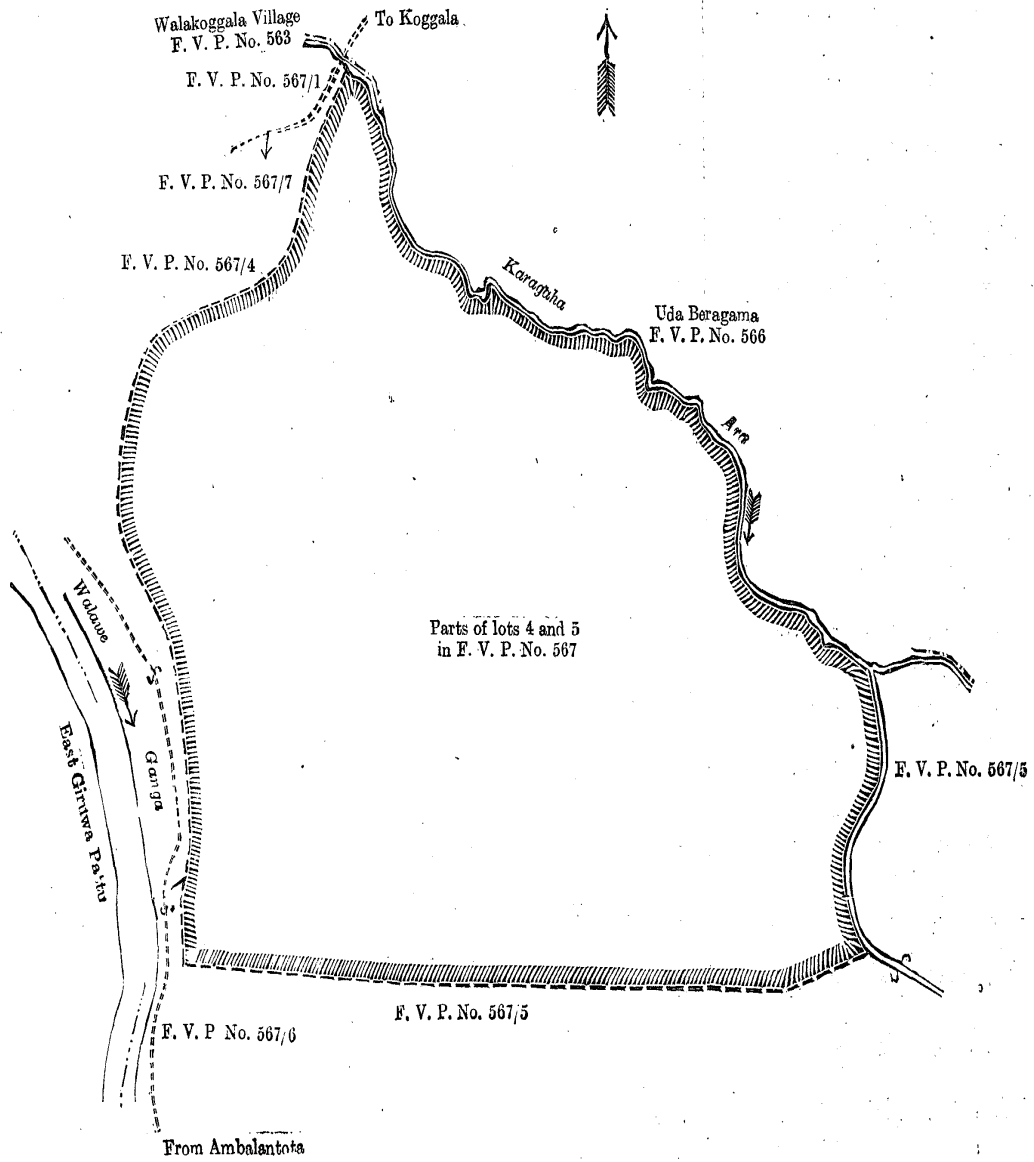 Walakoggala Village
F. V. P. No. 563
To Koggala
F. V. P. No. 567/1
F. V. P. No. 567/7
F. V. P. No. 567/4
Karagaha
Uda Beragama
F. V. P. No. 566
Ara
Walawe
Parts of lots 4 and 5
in F. V. P. No. 567
East Giruwa Pattu
Ganga
F. V. P. No. 567/5
F. V. P. No. 567/5
F. V. P No. 567/6
From Ambalantota